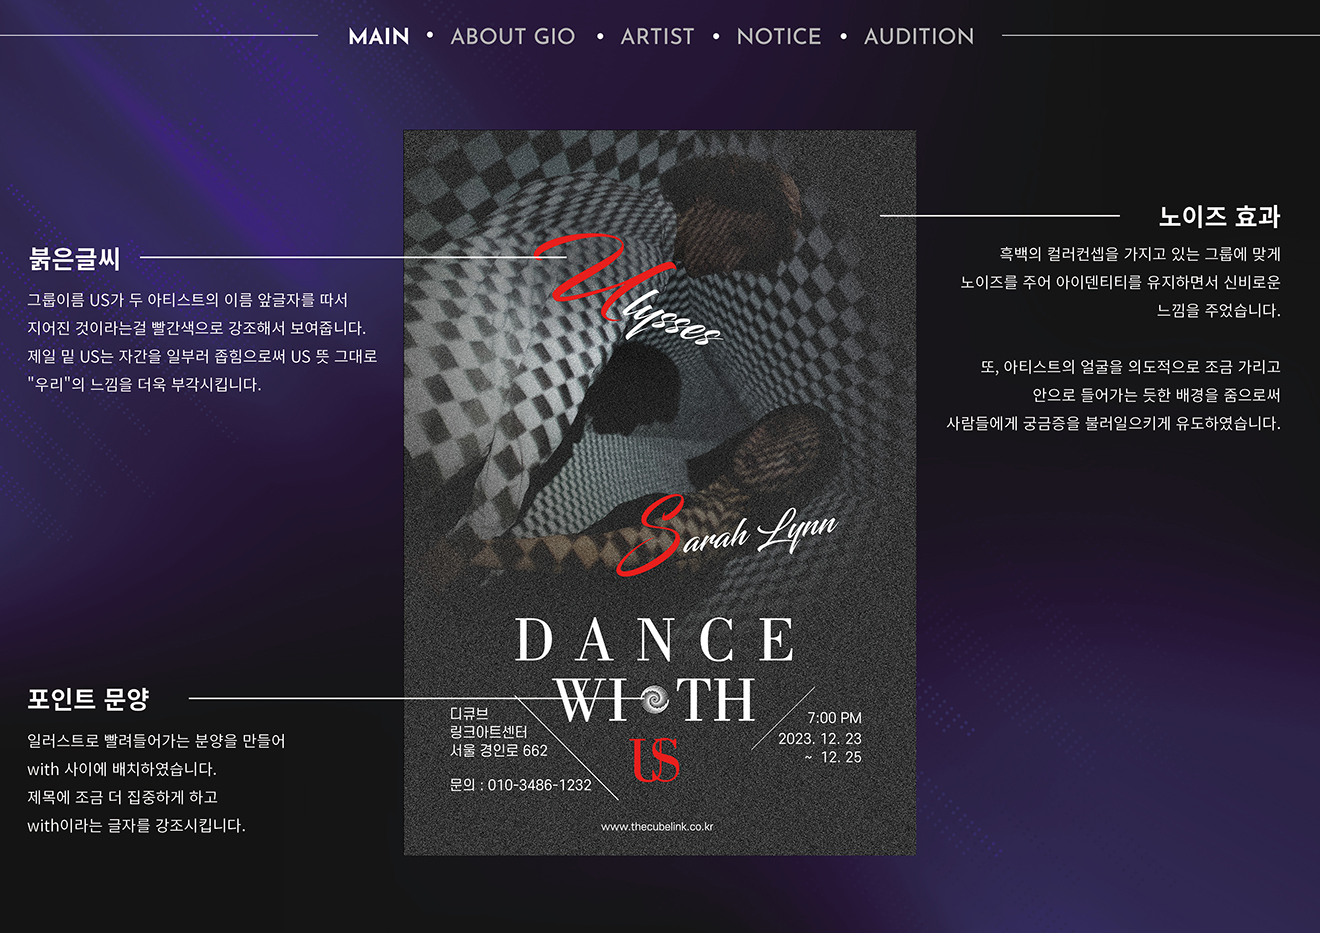 MAIN • ABOUT GIO • ARTIST • NOTICE • AUDITION
붉은글씨
그룹이름 US가 두 아티스트의 이름 앞글자를 따서
지어진 것이라는걸 빨간색으로 강조해서 보여줍니다.
제일 밑 US는 자간을 일부러 좁힘으로써 US 뜻 그대로
"우리"의 느낌을 더욱 부각시킵니다.
노이즈 효과
흑백의 컬러컨셉을 가지고 있는 그룹에 맞게
노이즈를 주어 아이덴티티를 유지하면서 신비로운
느낌을 주었습니다.
또, 아티스트의 얼굴을 의도적으로 조금 가리고
안으로 들어가는 듯한 배경을 줌으로써
사람들에게 궁금증을 불러일으키게 유도하였습니다.
Ulysses
Sarah Lynn
DANCE
WITH
US
디큐브
링크아트센터
서울 경인로 662
문의 : 010-3486-1232
7:00 PM
2023. 12. 23
~ 12. 25
www.thecubelink.co.kr
포인트 문양
일러스트로 빨려들어가는 문양을 만들어
with 사이에 배치하였습니다.
제목에 조금 더 집중하게 하고
with이라는 글자를 강조시킵니다.